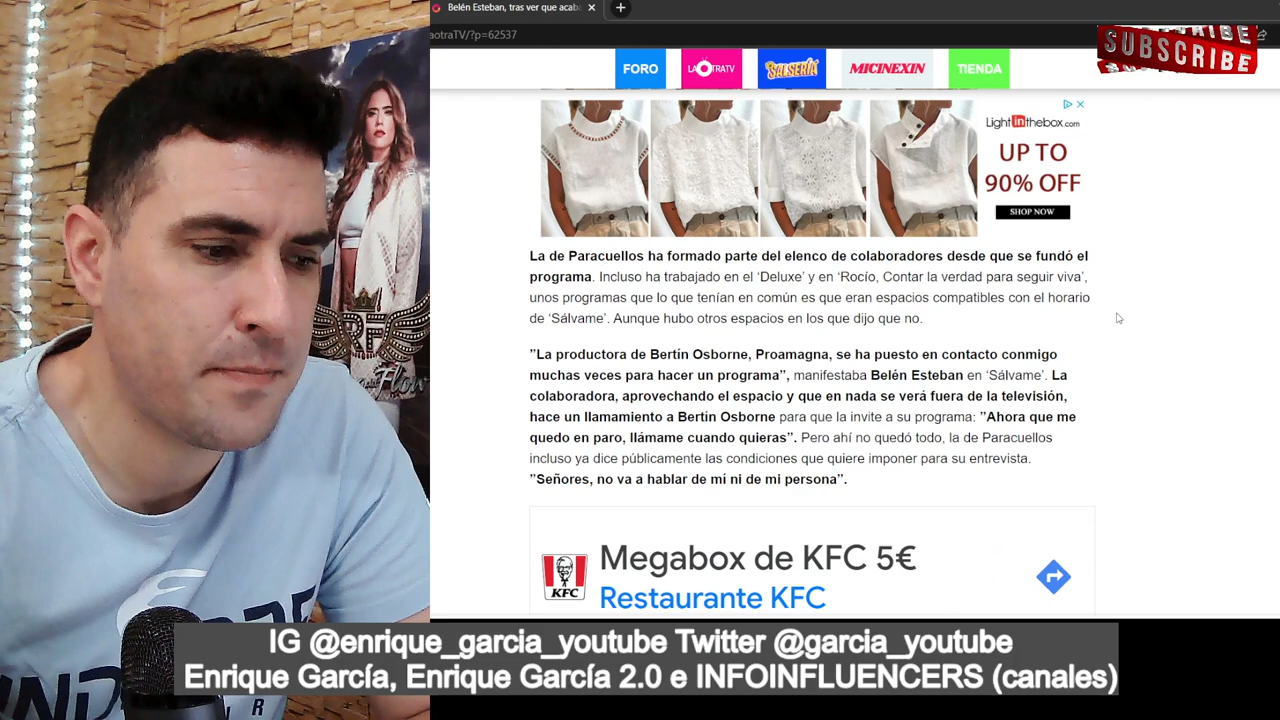 Belén Esteban, tras ver que acab
aotraTV/?p=62537
SUBSCRIBE
FORO
LAOTRATV
SALSERÍA
MICINEXIN
TIENDA
Lightinthebox.com
UP TO
90% OFF
SHOP NOW
La de Paracuellos ha formado parte del elenco de colaboradores desde que se fundó el
programa. Incluso ha trabajado en el ‘Deluxe’ y en ‘Rocío, Contar la verdad para seguir viva’,
unos programas que lo que tenían en común es que eran espacios compatibles con el horario
de ‘Sálvame’. Aunque hubo otros espacios en los que dijo que no.
”La productora de Bertín Osborne, Proamagna, se ha puesto en contacto conmigo
muchas veces para hacer un programa”, manifestaba Belén Esteban en ‘Sálvame’. La
colaboradora, aprovechando el espacio y que en nada se verá fuera de la televisión,
hace un llamamiento a Bertín Osborne para que la invite a su programa: ”Ahora que me
quedo en paro, llámame cuando quieras”. Pero ahí no quedó todo, la de Paracuellos
incluso ya dice públicamente las condiciones que quiere imponer para su entrevista.
”Señores, no va a hablar de mí ni de mi persona”.
Megabox de KFC 5€
Restaurante KFC
KFC
Flow
IG @enrique_garcia_youtube Twitter @garcia_youtube
Enrique García, Enrique García 2.0 e INFOINFLUENCERS (canales)